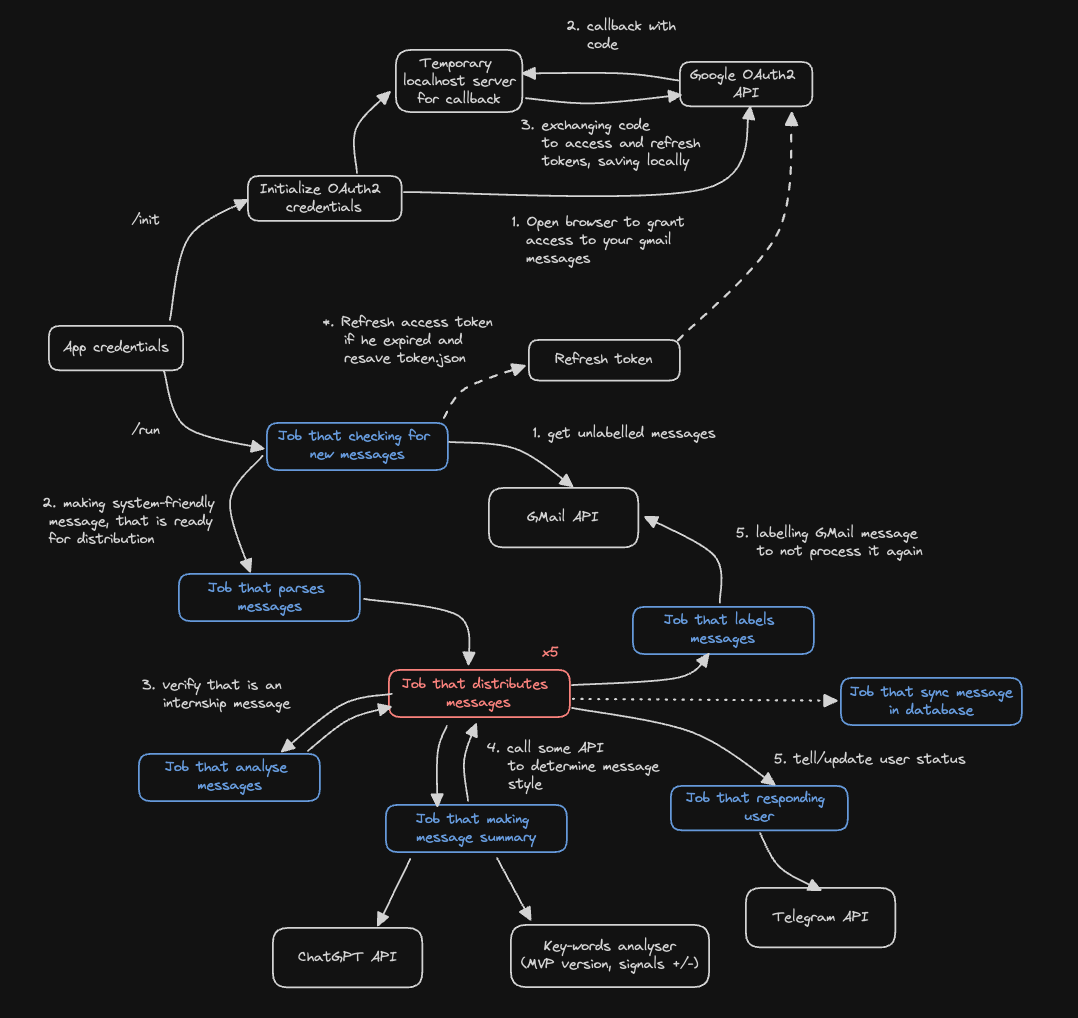 2. callback with
code
Temporary
localhost server
for callback
Google OAuth2
API
3. exchanging code
to access and refresh
tokens, saving locally
Initialize OAuth2
credentials
/init
1. Open browser to grant
access to your gmail
messages
*. Refresh access token
if he expired and
resave token.json
App credentials
Refresh token
/run
Job that checking for
new messages
1. get unlabelled messages
2. making system-friendly
message, that is ready
for distribution
GMail API
5. labelling GMail message
to not process it again
Job that parses
messages
Job that labels
messages
x5
3. verify that is an
internship message
Job that distributes
messages
Job that sync message
in database
4. call some API
to determine message
style
5. tell/update user status
Job that analyse
messages
Job that making
message summary
Job that responding
user
Telegram API
ChatGPT API
Key-words analyser
(MVP version, signals +/-)